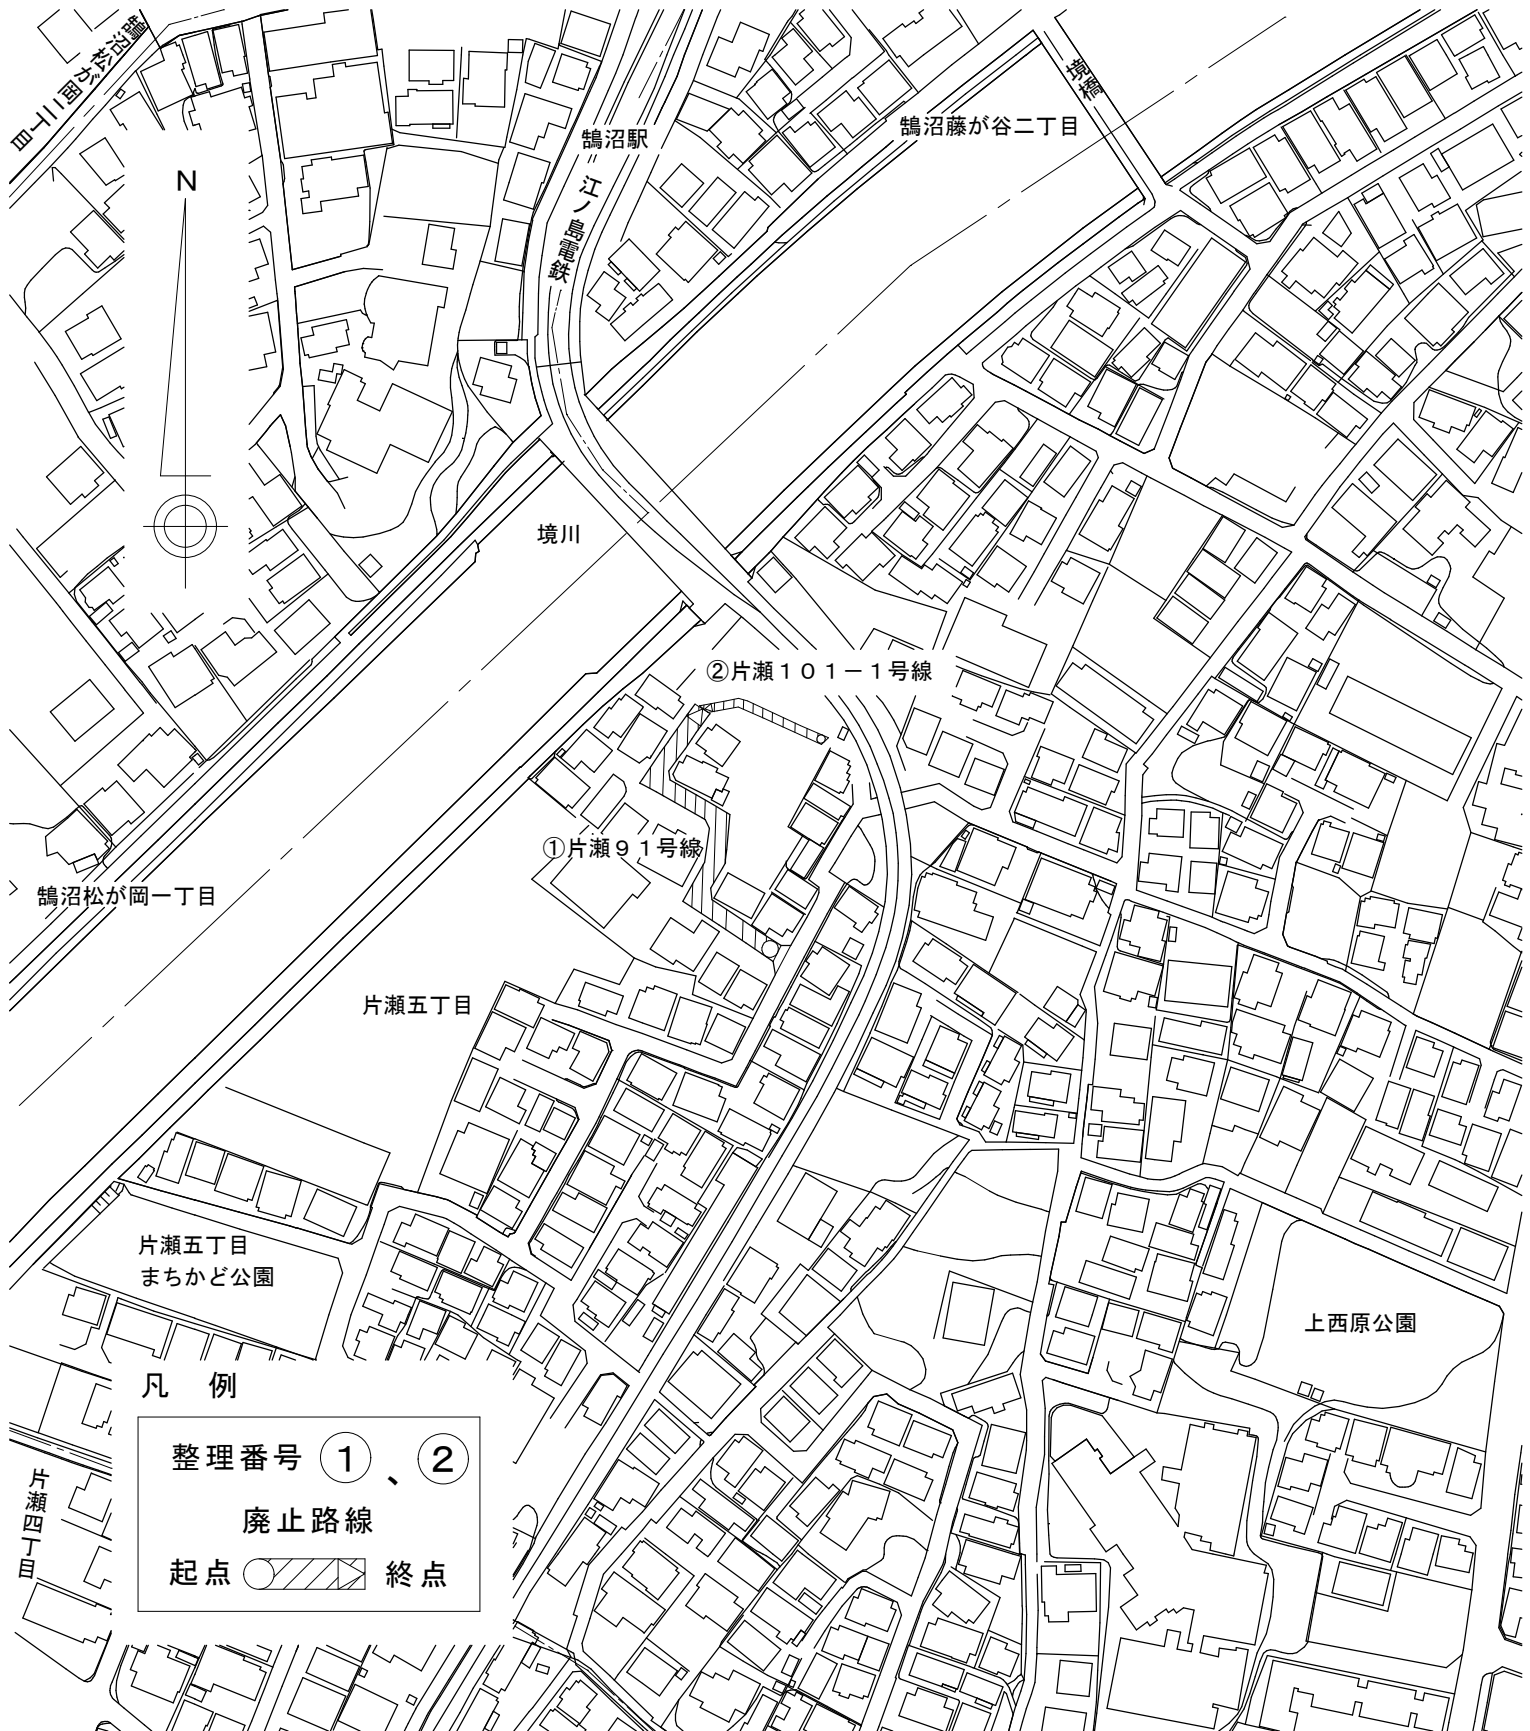 鵠沼松が岡二丁目
境橋
鵠沼駅
鵠沼藤が谷二丁目
N
江ノ島電鉄
境川
②片瀬101－1号線
①片瀬91号線
鵠沼松が岡一丁目
片瀬五丁目
片瀬五丁目
まちかど公園
上西原公園
凡 例
整理番号 ① 、 ②
廃止路線
起点 終点
片瀬四丁目